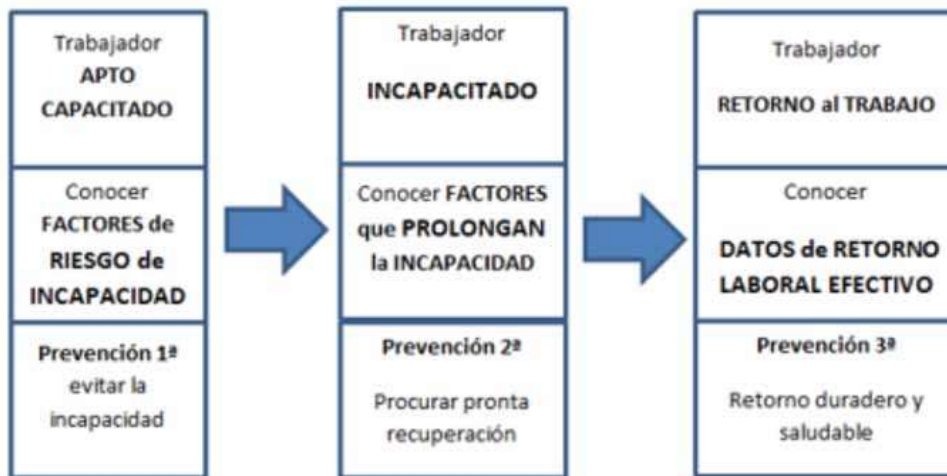 Trabajador
APTO
CAPACITADO
Conocer
FACTORES de
RIESGO de
INCAPACIDAD
Prevención 1ª
evitar la
incapacidad
Trabajador
INCAPACITADO
Conocer FACTORES
que PROLONGAN
la INCAPACIDAD
Prevención 2ª
Procurar pronta
recuperación
Trabajador
RETORNO al TRABAJO
Conocer
DATOS de RETORNO
LABORAL EFECTIVO
Prevención 3ª
Retorno duradero y
saludable